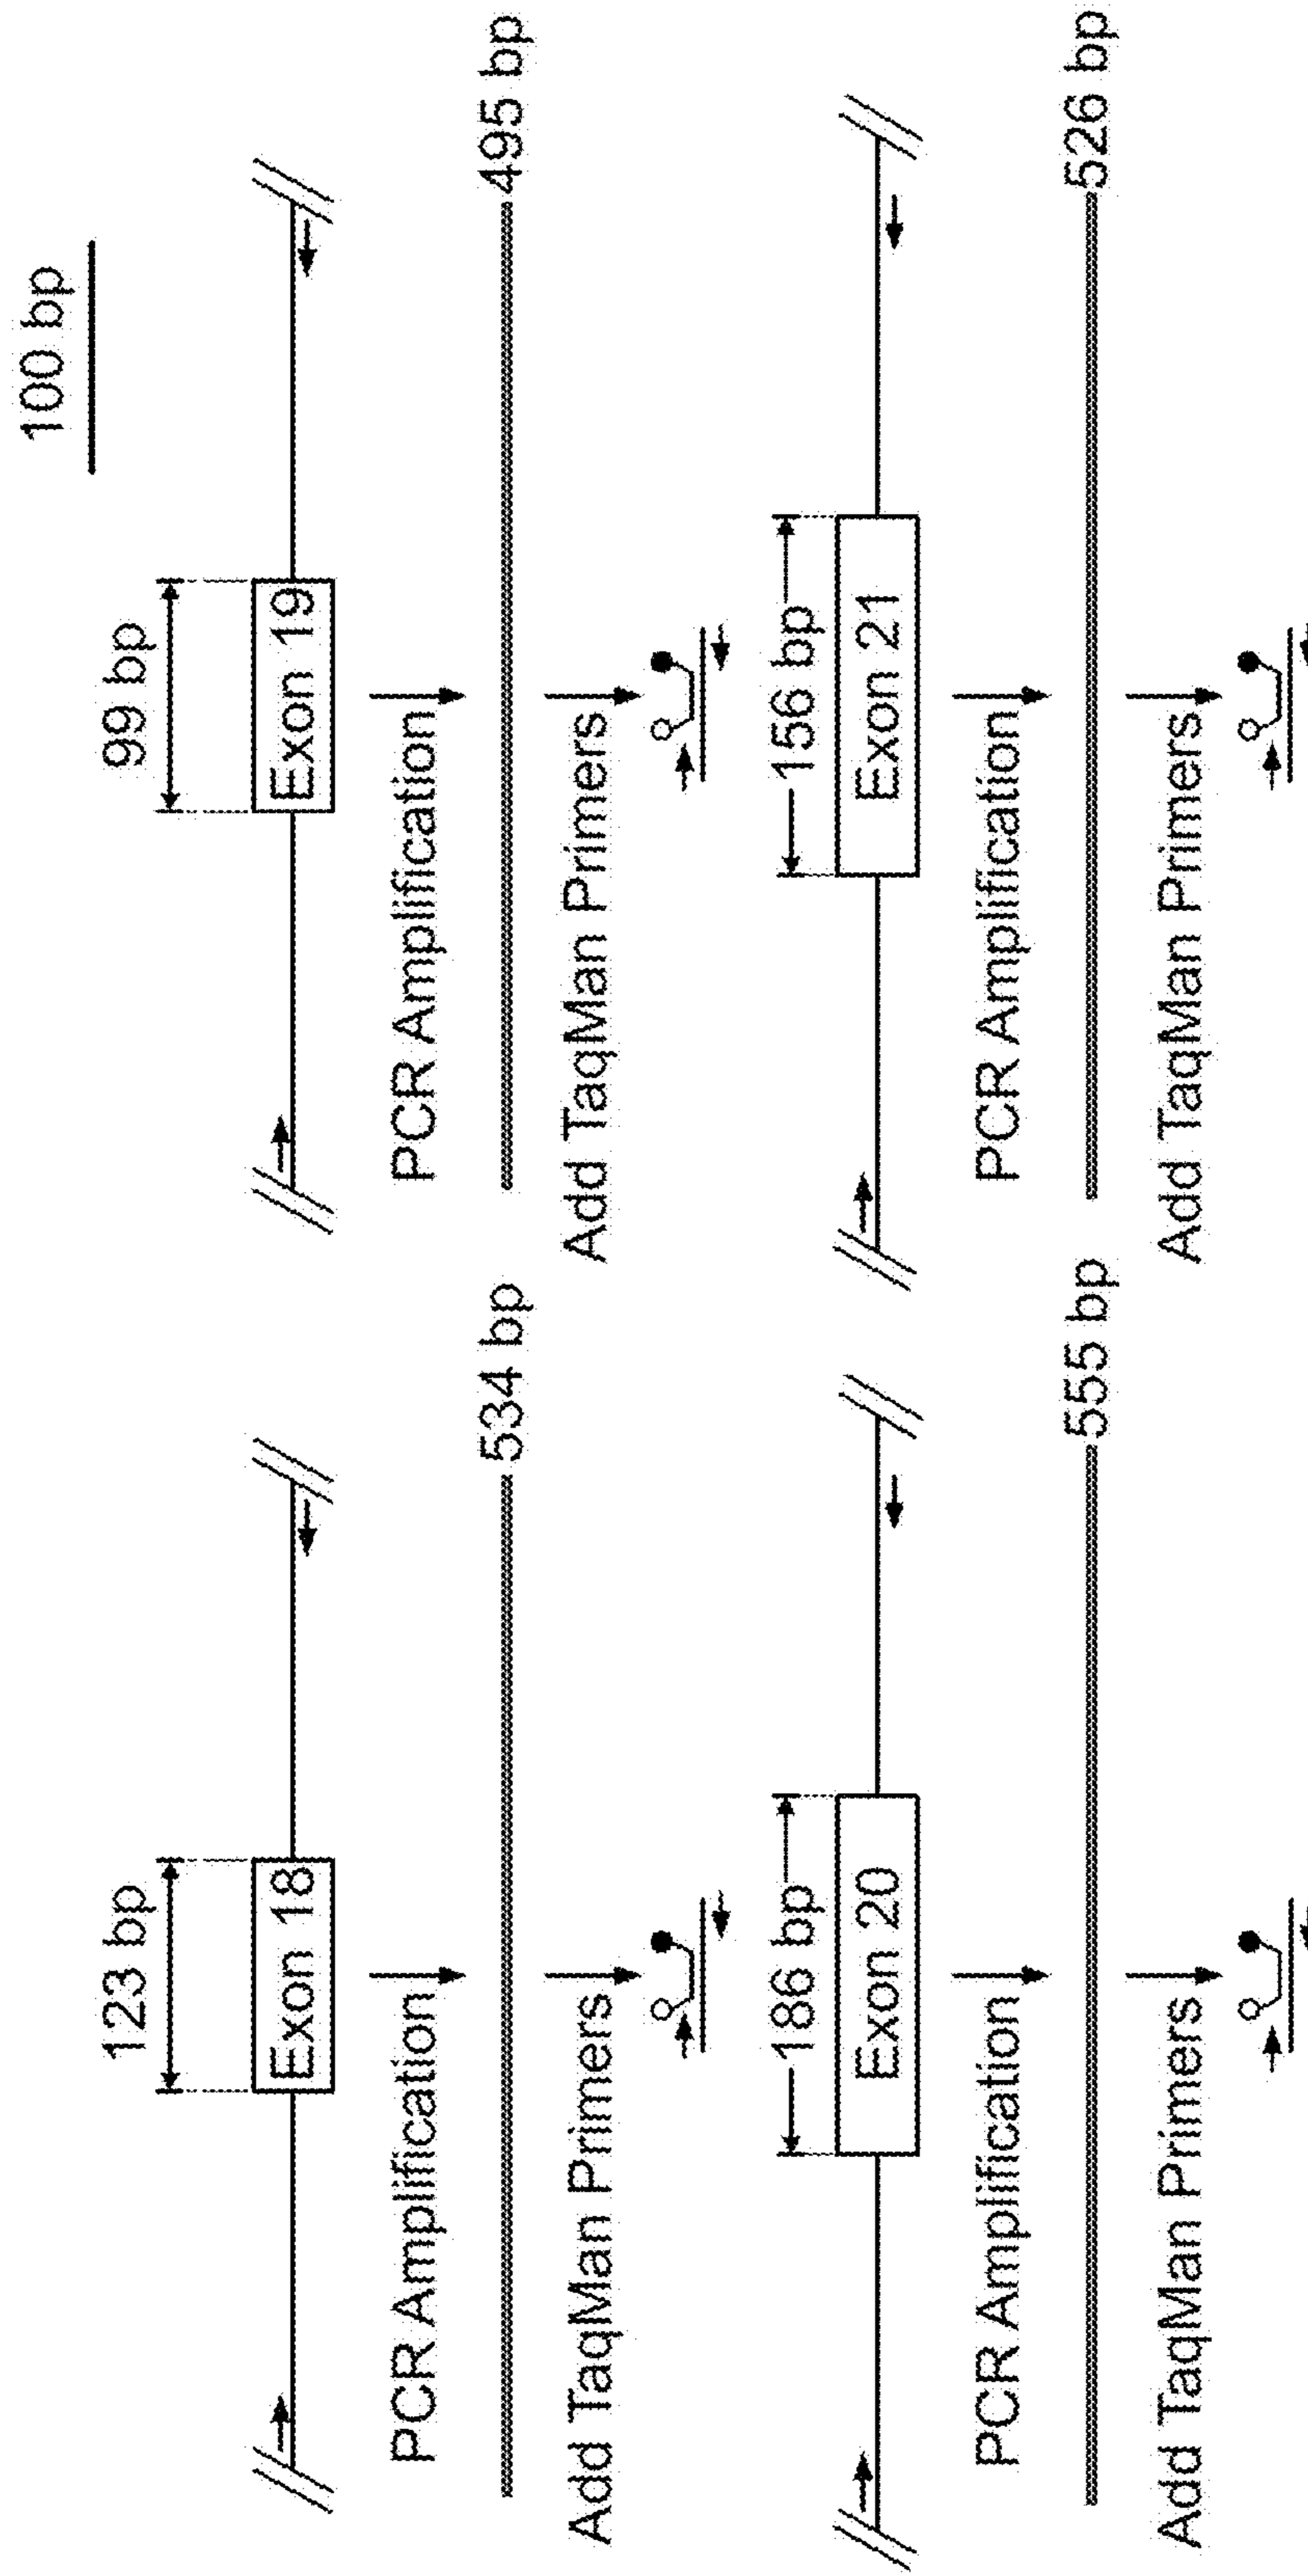 100 bp
123 bp
Exon 18
PCR Amplification
534 bp
Add TaqMan Primers
99 bp
Exon 19
PCR Amplification
495 bp
Add TaqMan Primers
186 bp
Exon 20
PCR Amplification
555 bp
Add TaqMan Primers
156 bp
Exon 21
PCR Amplification
526 bp
Add TaqMan Primers